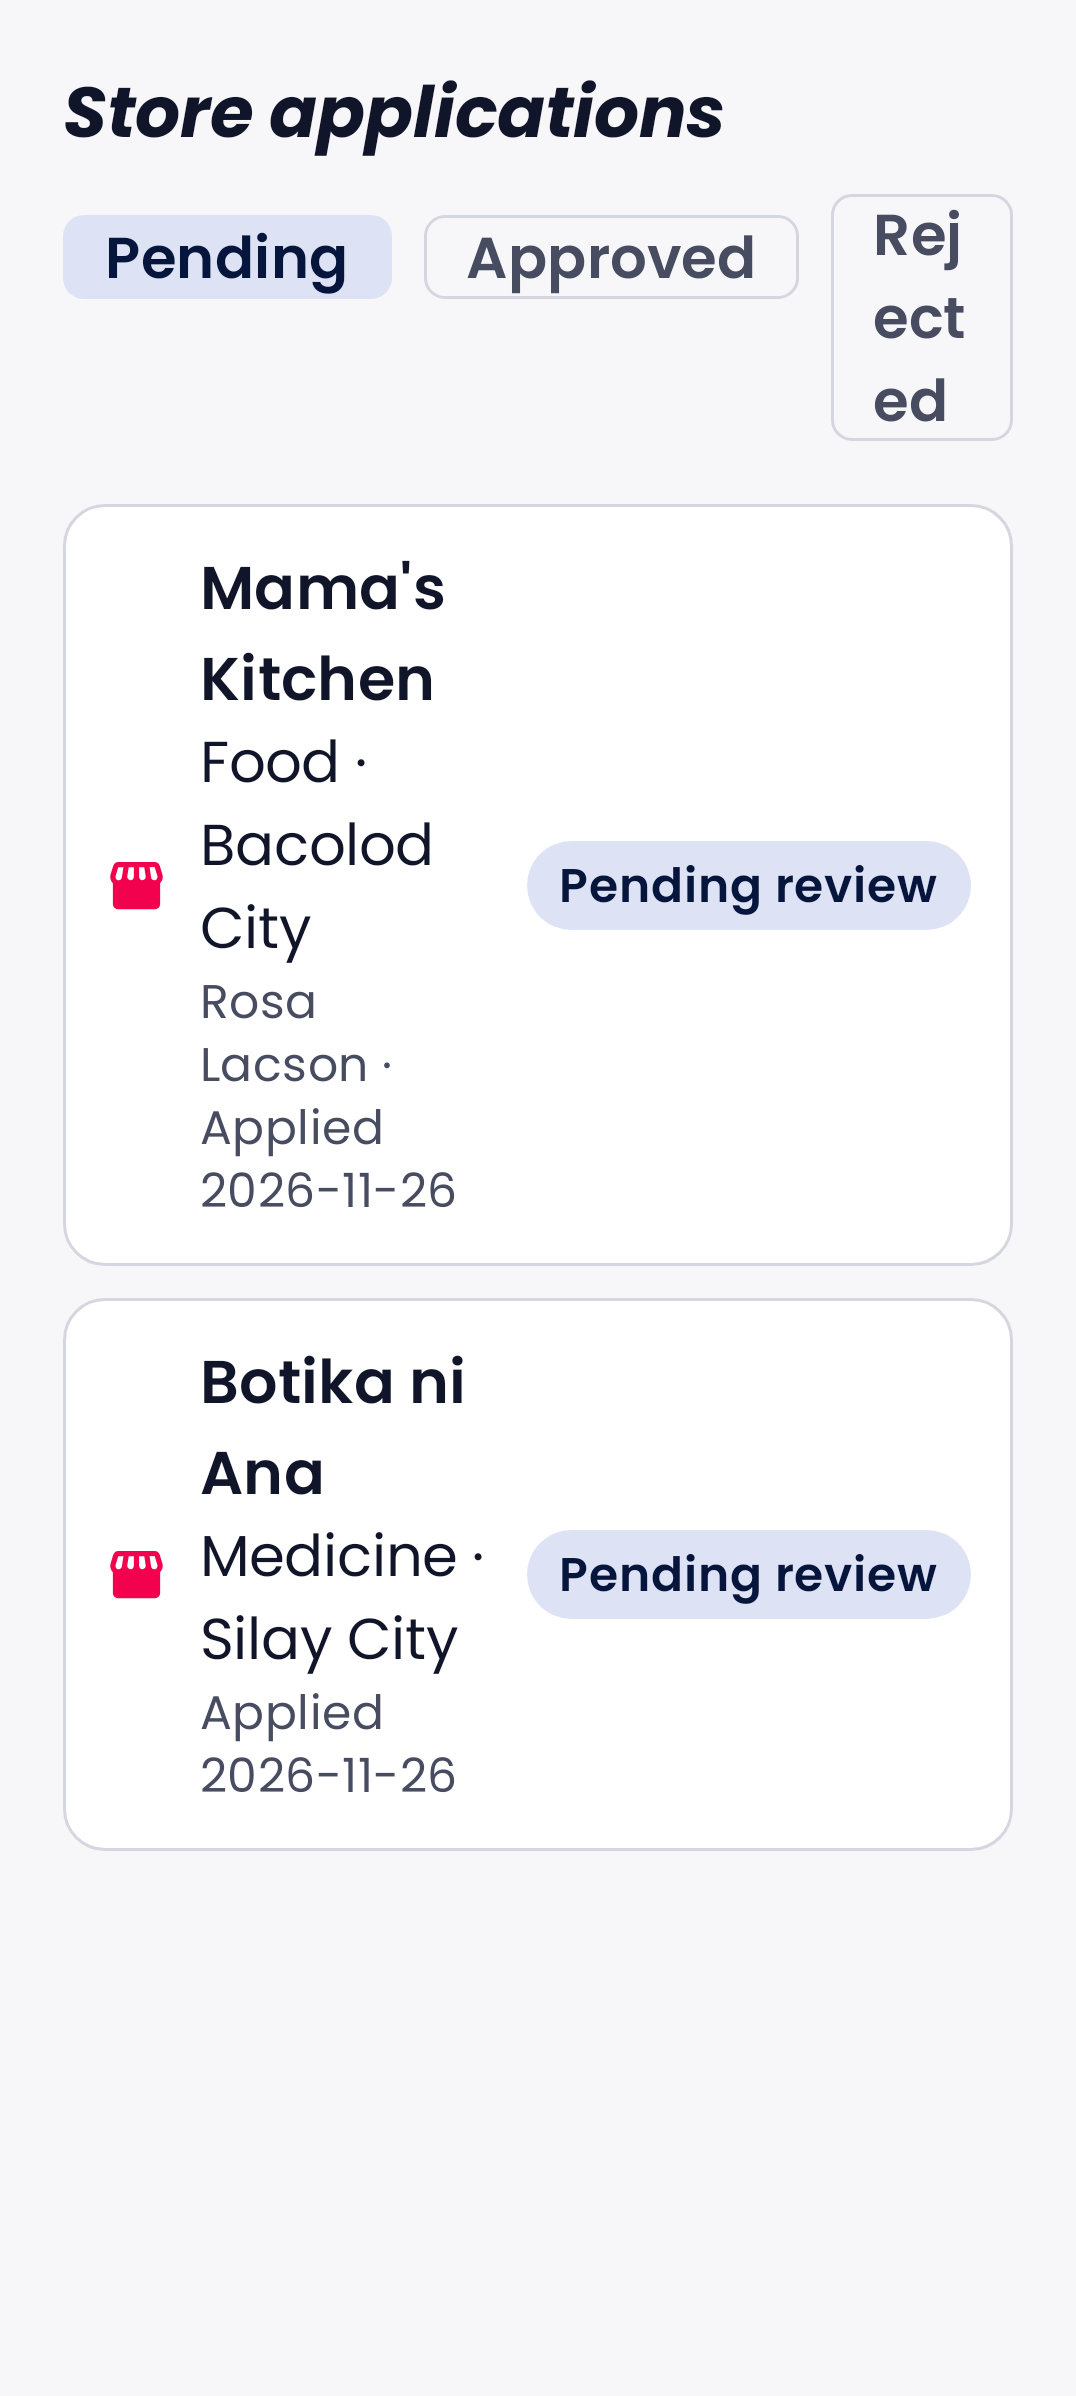 Store applications
Pending
Approved
Rej
ect
ed
Mama's
Kitchen
Food ·
Bacolod
City
Rosa
Lacson ·
Applied
2026-11-26
Pending review
Botika ni
Ana
Medicine ·
Silay City
Applied
2026-11-26
Pending review